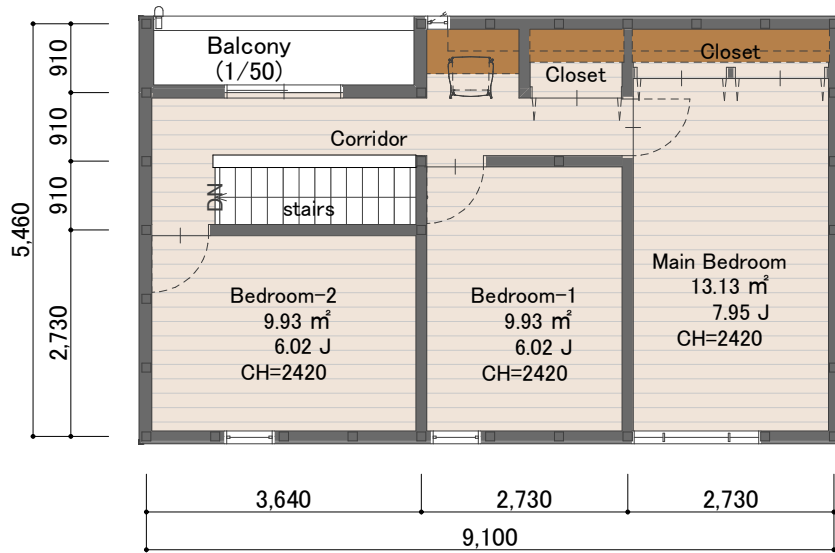 Balcony
(1/50)
Closet
Closet
Corridor
DN
stairs
Bedroom-2
9.93 ㎡
6.02 J
CH=2420
Bedroom-1
9.93 ㎡
6.02 J
CH=2420
Main Bedroom
13.13 ㎡
7.95 J
CH=2420
910
910
910
2,730
5,460
3,640
2,730
2,730
9,100